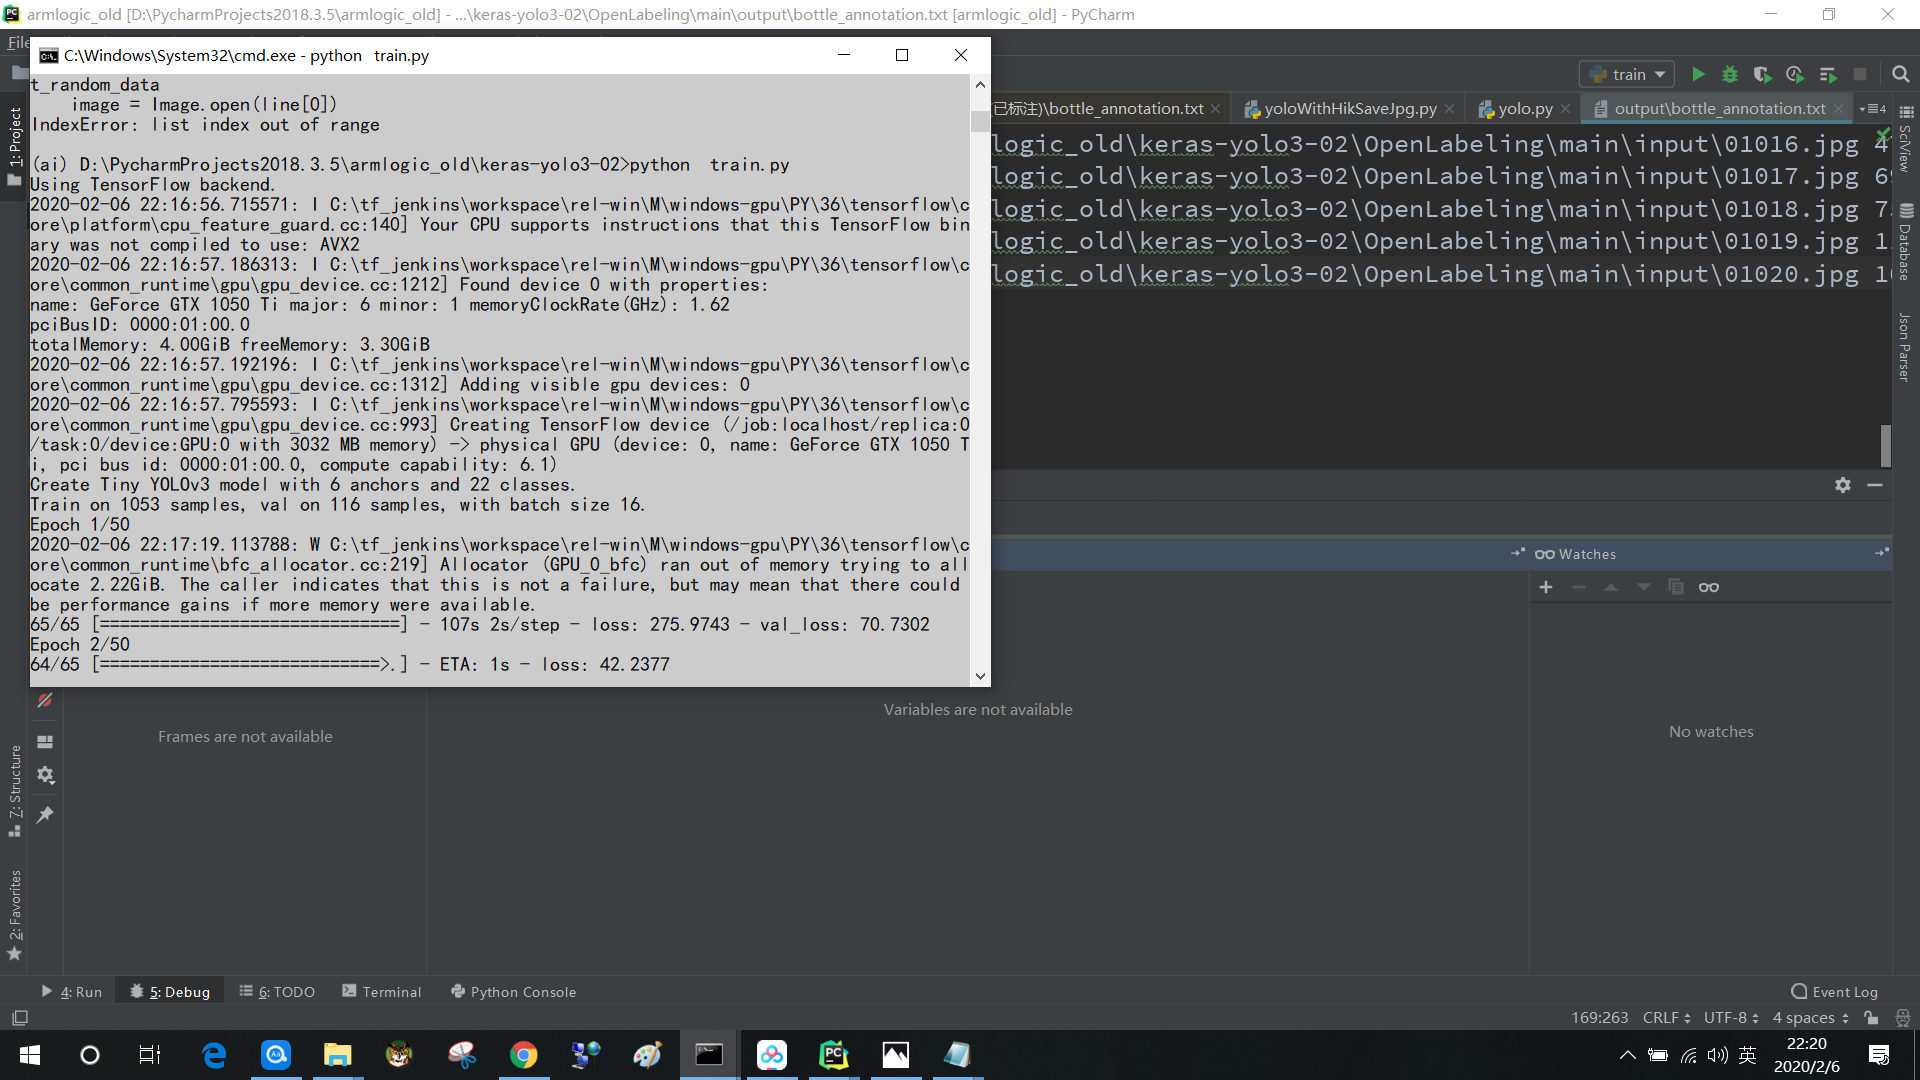 armlogic_old [D:\PycharmProjects2018.3.5\armlogic_old] - ...\keras-yolo3-02\OpenLabeling\main\output\bottle_annotation.txt [armlogic_old] - PyCharm
File
C:\Windows\System32\cmd.exe - python  train.py
t_random_data
    image = Image.open(line[0])
IndexError: list index out of range
(ai) D:\PycharmProjects2018.3.5\armlogic_old\keras-yolo3-02>python  train.py
Using TensorFlow backend.
2020-02-06 22:16:56.715571: I C:\tf_jenkins\workspace\rel-win\M\windows-gpu\PY\36\tensorflow\c
ore\platform\cpu_feature_guard.cc:140] Your CPU supports instructions that this TensorFlow bin
ary was not compiled to use: AVX2
2020-02-06 22:16:57.186313: I C:\tf_jenkins\workspace\rel-win\M\windows-gpu\PY\36\tensorflow\c
ore\common_runtime\gpu\gpu_device.cc:1212] Found device 0 with properties:
name: GeForce GTX 1050 Ti major: 6 minor: 1 memoryClockRate(GHz): 1.62
pciBusID: 0000:01:00.0
totalMemory: 4.00GiB freeMemory: 3.30GiB
2020-02-06 22:16:57.192196: I C:\tf_jenkins\workspace\rel-win\M\windows-gpu\PY\36\tensorflow\c
ore\common_runtime\gpu\gpu_device.cc:1312] Adding visible gpu devices: 0
2020-02-06 22:16:57.795593: I C:\tf_jenkins\workspace\rel-win\M\windows-gpu\PY\36\tensorflow\c
ore\common_runtime\gpu\gpu_device.cc:993] Creating TensorFlow device (/job:localhost/replica:0
/task:0/device:GPU:0 with 3032 MB memory) -> physical GPU (device: 0, name: GeForce GTX 1050 T
i, pci bus id: 0000:01:00.0, compute capability: 6.1)
Create Tiny YOLOv3 model with 6 anchors and 22 classes.
Train on 1053 samples, val on 116 samples, with batch size 16.
Epoch 1/50
2020-02-06 22:17:19.113788: W C:\tf_jenkins\workspace\rel-win\M\windows-gpu\PY\36\tensorflow\c
ore\common_runtime\bfc_allocator.cc:219] Allocator (GPU_0_bfc) ran out of memory trying to all
ocate 2.22GiB. The caller indicates that this is not a failure, but may mean that there could
be performance gains if more memory were available.
65/65 [==============================] - 107s 2s/step - loss: 275.9743 - val_loss: 70.7302
Epoch 2/50
64/65 [============================>.] - ETA: 1s - loss: 42.2377
train
(已标注)\bottle_annotation.txt
yoloWithHikSaveJpg.py
yolo.py
output\bottle_annotation.txt
4
logic_old\keras-yolo3-02\OpenLabeling\main\input\01016.jpg 4
logic_old\keras-yolo3-02\OpenLabeling\main\input\01017.jpg 6
logic_old\keras-yolo3-02\OpenLabeling\main\input\01018.jpg 7
logic_old\keras-yolo3-02\OpenLabeling\main\input\01019.jpg 1
logic_old\keras-yolo3-02\OpenLabeling\main\input\01020.jpg 1
1: Project
7: Structure
2: Favorites
SciView
Database
Json Parser
Watches
Frames are not available
Variables are not available
No watches
4: Run
5: Debug
6: TODO
Terminal
Python Console
Event Log
169:263
CRLF
UTF-8
4 spaces
英
22:20
2020/2/6